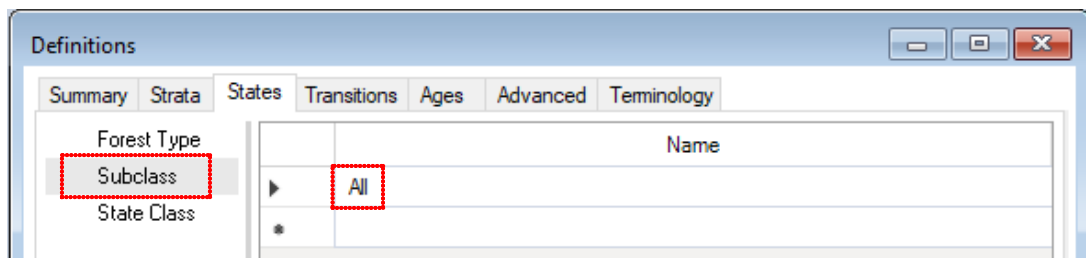 Definitions
Summary Strata States Transitions Ages Advanced Terminology
Forest Type
Name
Subclass
All
State Class